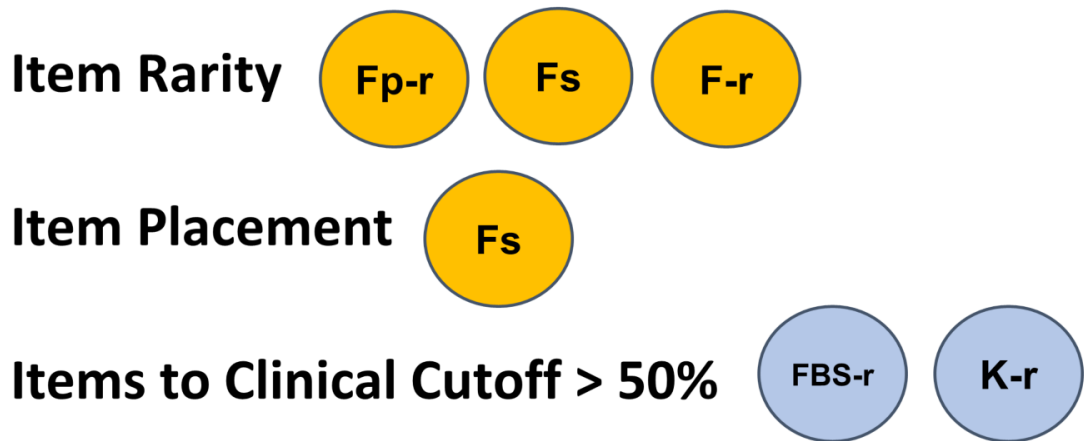 Item Rarity Fp-r Fs F-r
Item Placement Fs
Items to Clinical Cutoff > 50% FBS-r K-r